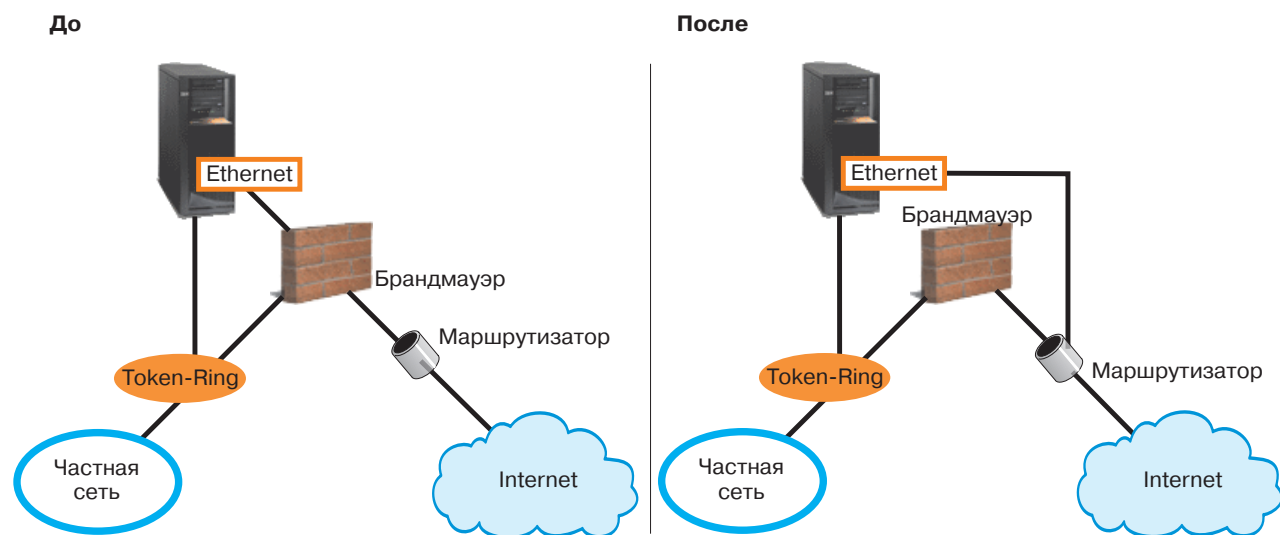 До
Ethernet
Брандмауэр
Маршрутизатор
Token-Ring
Частная
сеть
Internet
После
Ethernet
Брандмауэр
Маршрутизатор
Token-Ring
Частная
сеть
Internet